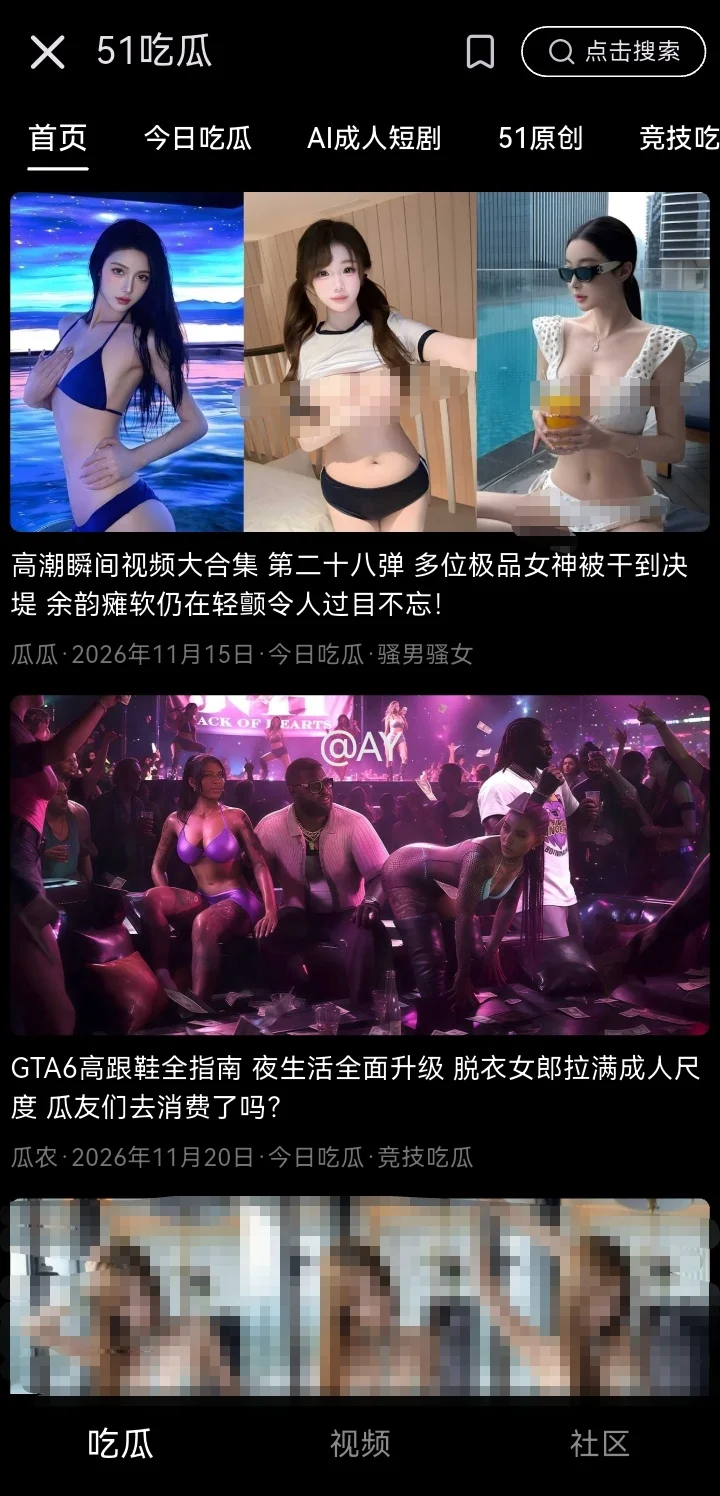 51吃瓜
点击搜索
首页 今日吃瓜 AI成人短剧 51原创 竞技吃
高潮瞬间视频大合集 第二十八弹 多位极品女神被干到决
堤 余韵瘫软仍在轻颤令人过目不忘!
瓜瓜·2026年11月15日·今日吃瓜·骚男骚女
ACK OF HEARTS
@AY
GTA6高跟鞋全指南 夜生活全面升级 脱衣女郎拉满成人尺
度 瓜友们去消费了吗?
瓜农·2026年11月20日·今日吃瓜·竞技吃瓜
吃瓜 视频 社区